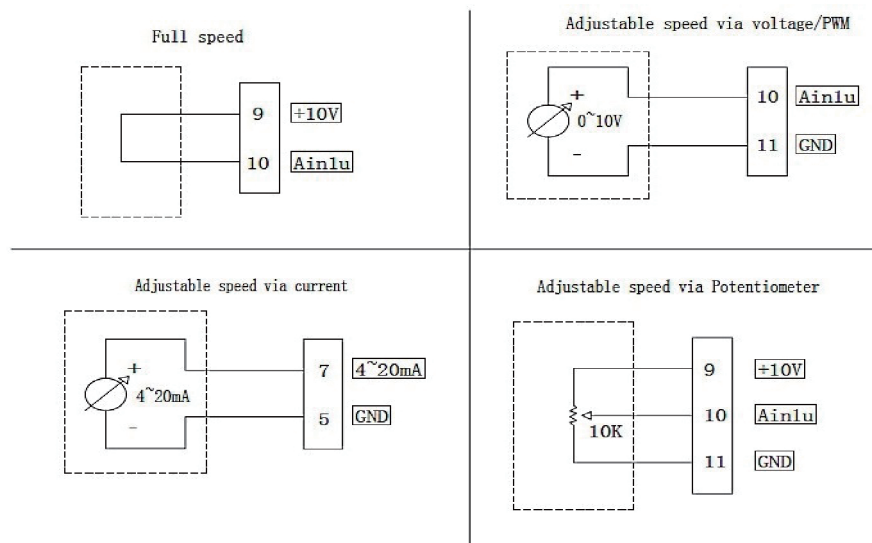 Full speed
9 +10V
10 Ain1u
Adjustable speed via voltage/PWM
+
0~10V
-
10 Ain1u
11 GND
Adjustable speed via current
+
4~20mA
-
7 4~20mA
5 GND
Adjustable speed via Potentiometer
10K
9 +10V
10 Ain1u
11 GND